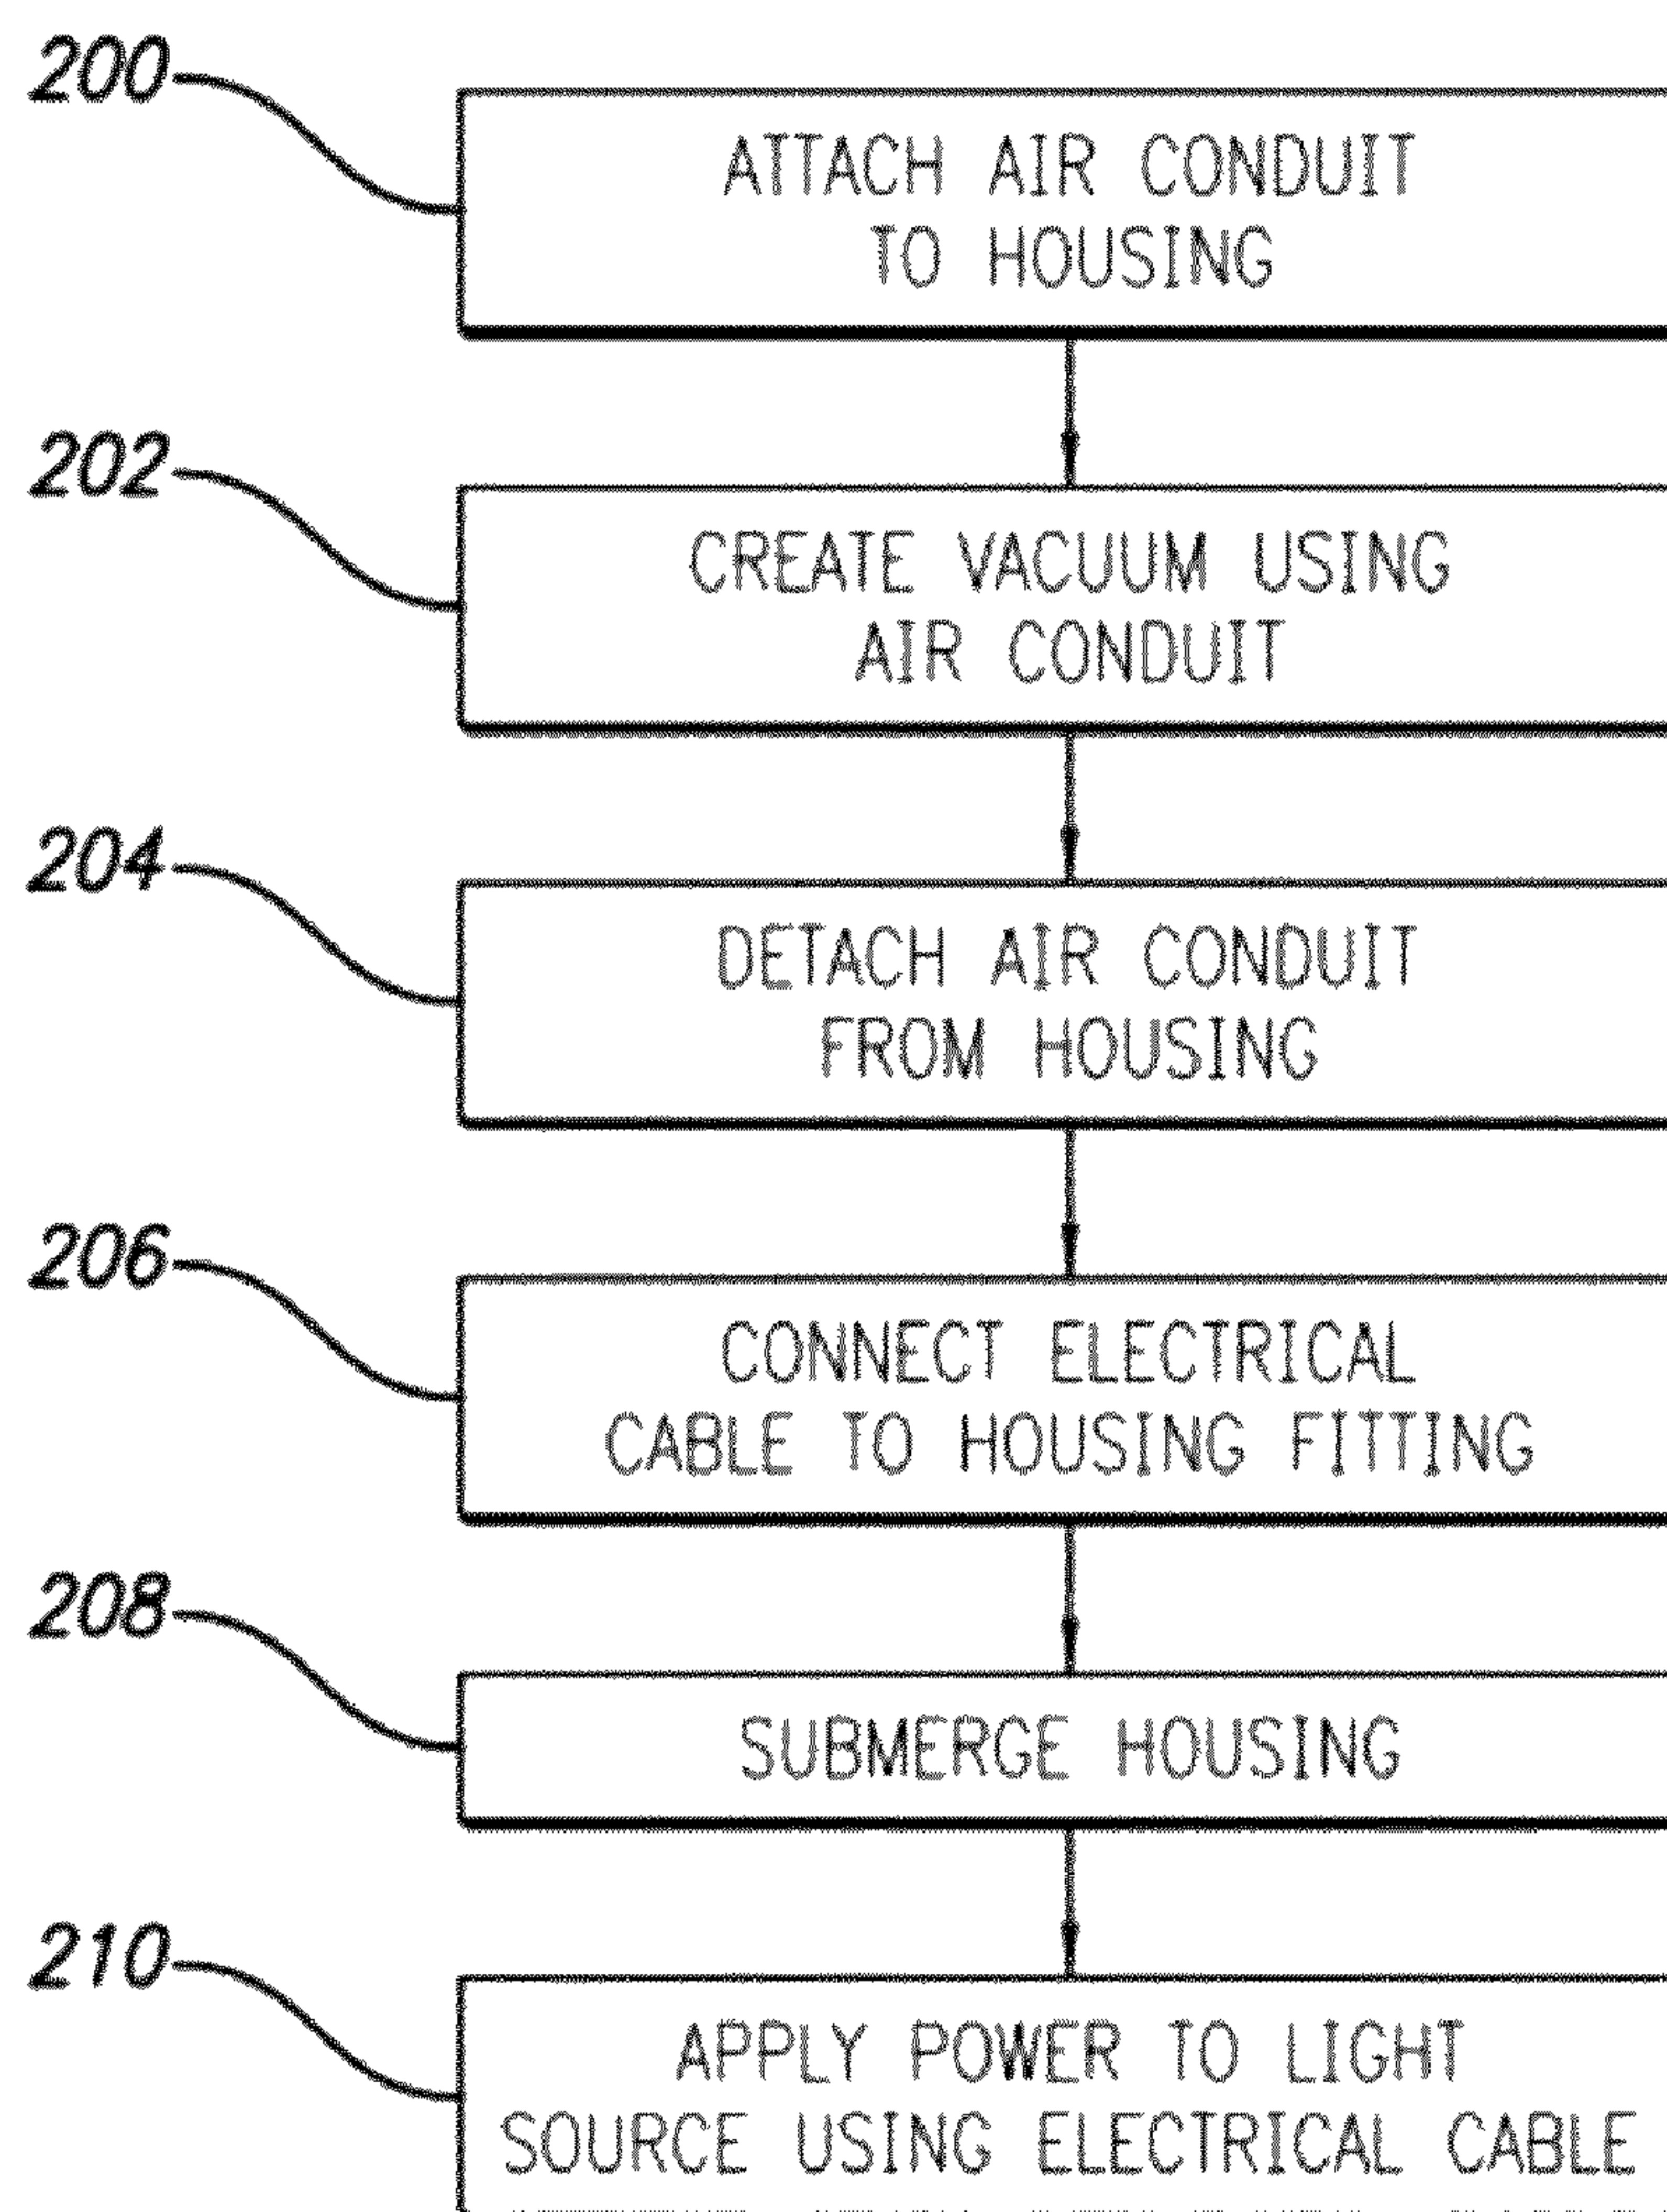 200
ATTACH AIR CONDUIT
TO HOUSING
202
CREATE VACUUM USING
AIR CONDUIT
204
DETACH AIR CONDUIT
FROM HOUSING
206
CONNECT ELECTRICAL
CABLE TO HOUSING FITTING
208
SUBMERGE HOUSING
210
APPLY POWER TO LIGHT
SOURCE USING ELECTRICAL CABLE